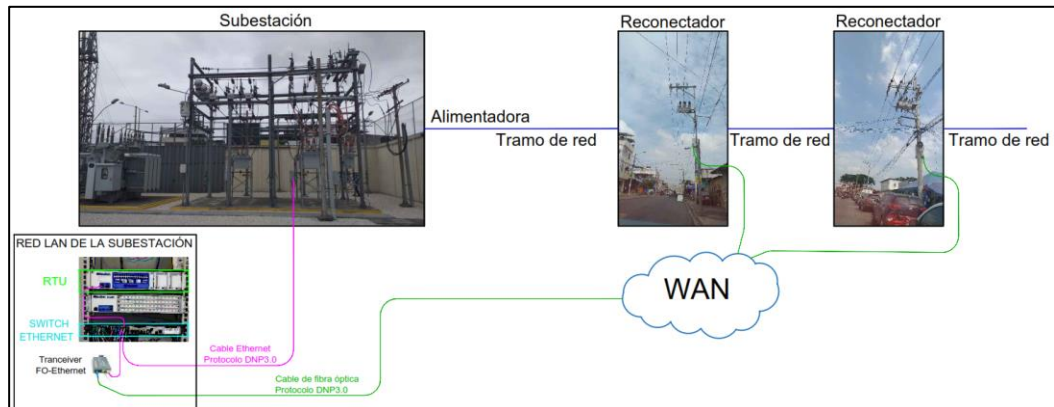 Subestación
Reconectador
Reconectador
Alimentadora
Tramo de red
Tramo de red
Tramo de red
RED LAN DE LA SUBESTACIÓN
RTU
SWITCH
ETHERNET
Tranceiver
FO-Ethernet
Cable Ethernet
Protocolo DNP3.0
Cable de fibra óptica
Protocolo DNP3.0
WAN